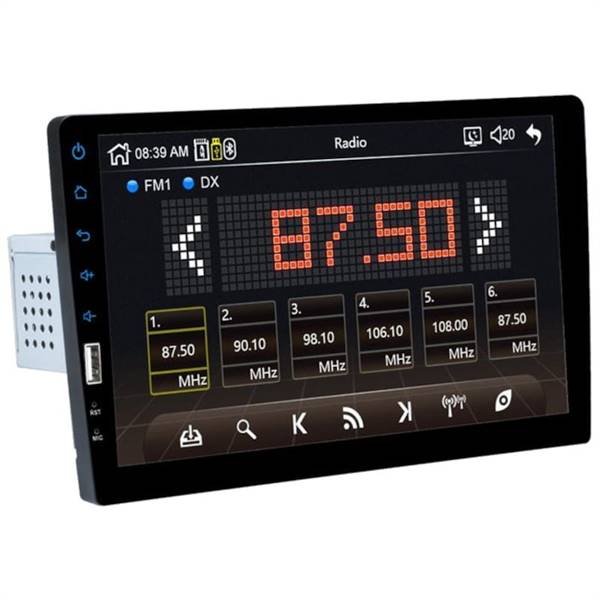 08:39 AM Radio 20
FM1 DX
87.50
1. 2. 3. 4. 5. 6.
87.50 90.10 98.10 106.10 108.00 87.50
MHz MHz MHz MHz MHz MHz
RST
MIC